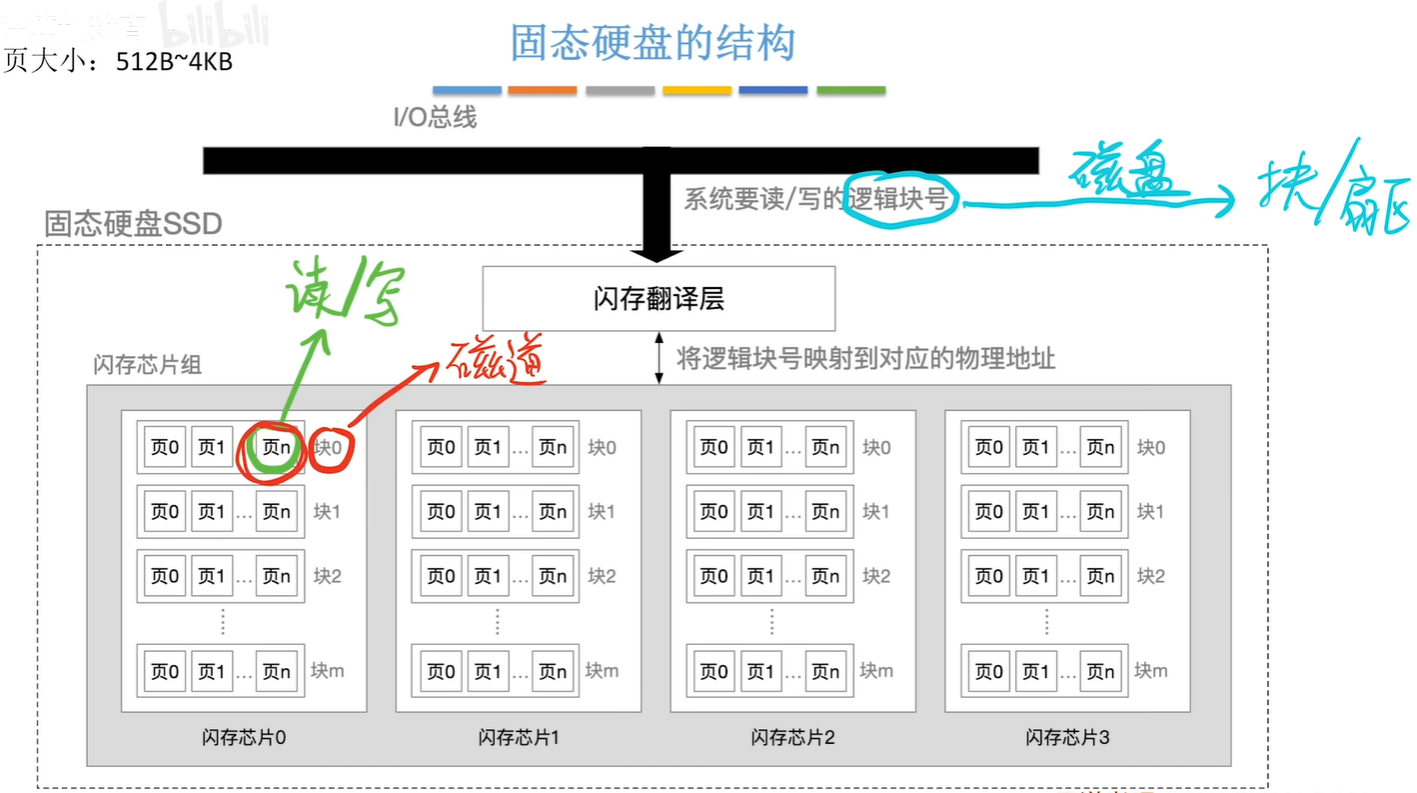 bilibili
固态硬盘的结构
页大小：512B~4KB
I/O总线
系统要读/写的逻辑块号
磁盘
块/扇区
固态硬盘SSD
读/写
闪存翻译层
磁道
闪存芯片组
将逻辑块号映射到对应的物理地址
页0 页1 页n 块0 页0 页1 … 页n 块0 页0 页1 … 页n 块0 页0 页1 … 页n 块0
页0 页1 … 页n 块1 页0 页1 … 页n 块1 页0 页1 … 页n 块1 页0 页1 … 页n 块1
页0 页1 … 页n 块2 页0 页1 … 页n 块2 页0 页1 … 页n 块2 页0 页1 … 页n 块2
页0 页1 … 页n 块m 页0 页1 … 页n 块m 页0 页1 … 页n 块m 页0 页1 … 页n 块m
闪存芯片0 闪存芯片1 闪存芯片2 闪存芯片3